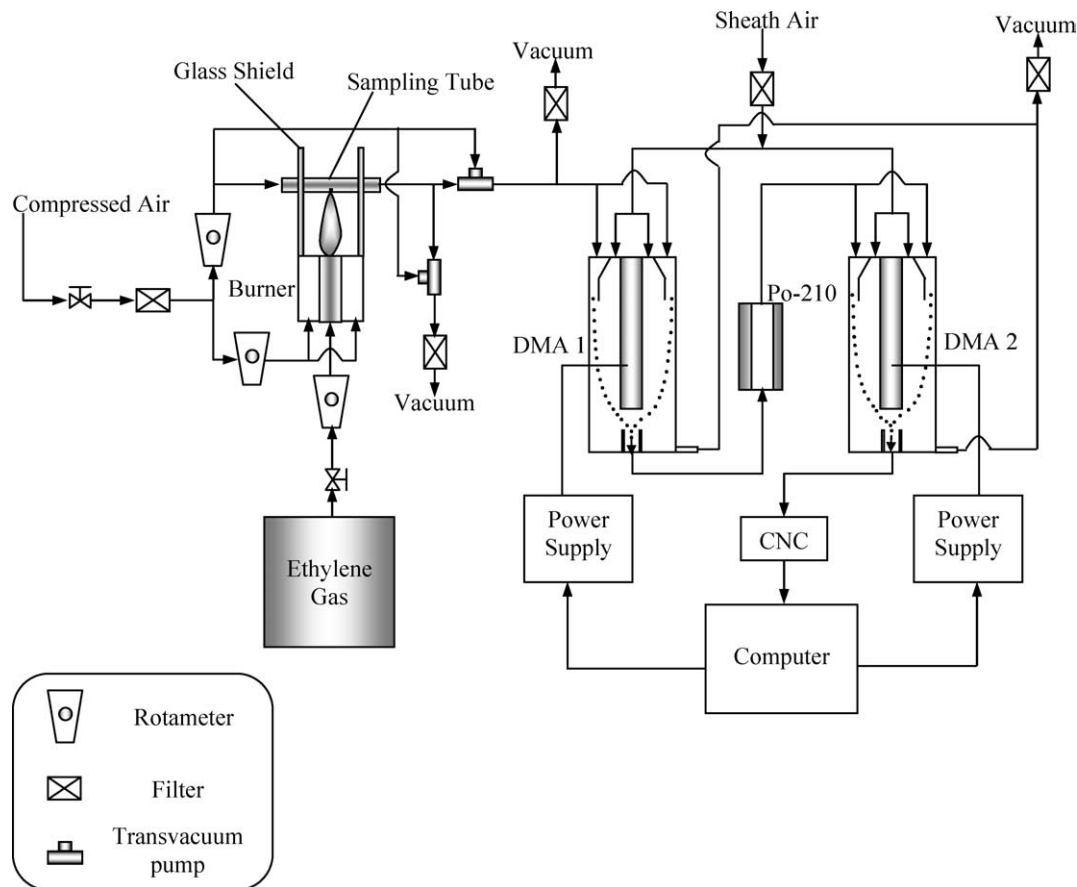 Sheath Air
Vacuum
Vacuum
Glass Shield
Sampling Tube
Compressed Air
Burner
Po-210
DMA 1
DMA 2
Vacuum
Power
Supply
CNC
Power
Supply
Ethylene
Gas
Computer
Rotameter
Filter
Transvacuum
pump